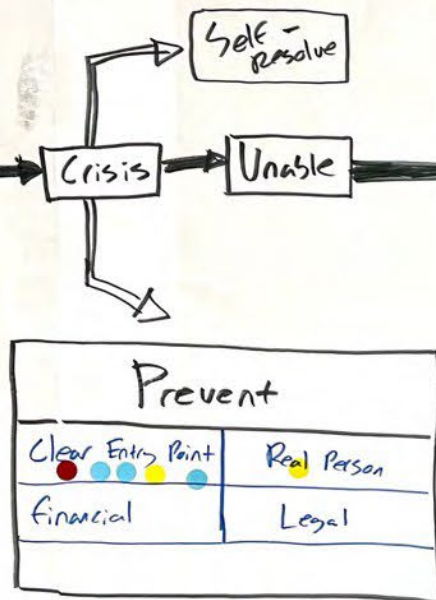 Self-
Resolve
Crisis
Unable
Prevent
Clear Entry Point
Real Person
financial
Legal